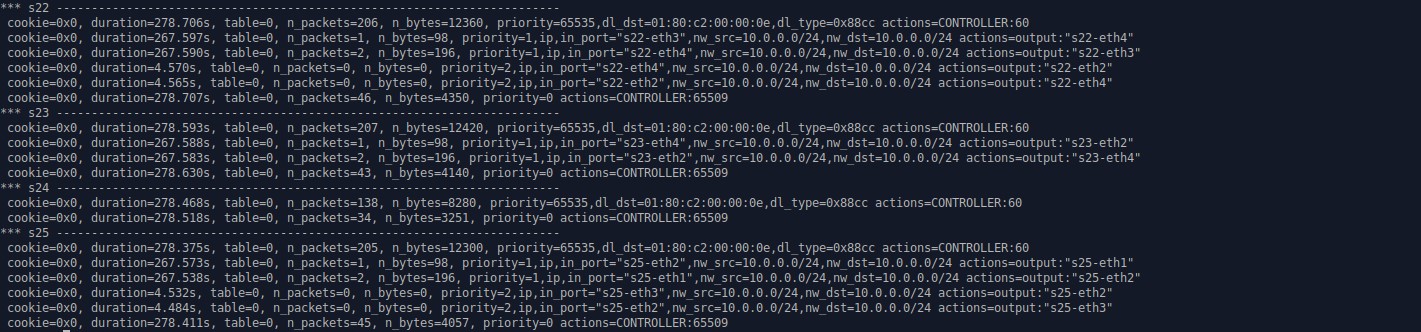 *** s22 ------------------------------------------------------------------------
cookie=0x0, duration=278.706s, table=0, n_packets=206, n_bytes=12360, priority=65535,dl_dst=01:80:c2:00:00:0e,dl_type=0x88cc actions=CONTROLLER:60
cookie=0x0, duration=267.597s, table=0, n_packets=1, n_bytes=98, priority=1,ip,in_port="s22-eth3",nw_src=10.0.0.0/24,nw_dst=10.0.0.0/24 actions=output:"s22-eth4"
cookie=0x0, duration=267.590s, table=0, n_packets=2, n_bytes=196, priority=1,ip,in_port="s22-eth4",nw_src=10.0.0.0/24,nw_dst=10.0.0.0/24 actions=output:"s22-eth3"
cookie=0x0, duration=4.570s, table=0, n_packets=0, n_bytes=0, priority=2,ip,in_port="s22-eth4",nw_src=10.0.0.0/24,nw_dst=10.0.0.0/24 actions=output:"s22-eth2"
cookie=0x0, duration=4.565s, table=0, n_packets=0, n_bytes=0, priority=2,ip,in_port="s22-eth2",nw_src=10.0.0.0/24,nw_dst=10.0.0.0/24 actions=output:"s22-eth4"
cookie=0x0, duration=278.707s, table=0, n_packets=46, n_bytes=4350, priority=0 actions=CONTROLLER:65509
*** s23 ------------------------------------------------------------------------
cookie=0x0, duration=278.593s, table=0, n_packets=207, n_bytes=12420, priority=65535,dl_dst=01:80:c2:00:00:0e,dl_type=0x88cc actions=CONTROLLER:60
cookie=0x0, duration=267.588s, table=0, n_packets=1, n_bytes=98, priority=1,ip,in_port="s23-eth4",nw_src=10.0.0.0/24,nw_dst=10.0.0.0/24 actions=output:"s23-eth2"
cookie=0x0, duration=267.583s, table=0, n_packets=2, n_bytes=196, priority=1,ip,in_port="s23-eth2",nw_src=10.0.0.0/24,nw_dst=10.0.0.0/24 actions=output:"s23-eth4"
cookie=0x0, duration=278.630s, table=0, n_packets=43, n_bytes=4140, priority=0 actions=CONTROLLER:65509
*** s24 ------------------------------------------------------------------------
cookie=0x0, duration=278.468s, table=0, n_packets=138, n_bytes=8280, priority=65535,dl_dst=01:80:c2:00:00:0e,dl_type=0x88cc actions=CONTROLLER:60
cookie=0x0, duration=278.518s, table=0, n_packets=34, n_bytes=3251, priority=0 actions=CONTROLLER:65509
*** s25 ------------------------------------------------------------------------
cookie=0x0, duration=278.375s, table=0, n_packets=205, n_bytes=12300, priority=65535,dl_dst=01:80:c2:00:00:0e,dl_type=0x88cc actions=CONTROLLER:60
cookie=0x0, duration=267.573s, table=0, n_packets=1, n_bytes=98, priority=1,ip,in_port="s25-eth2",nw_src=10.0.0.0/24,nw_dst=10.0.0.0/24 actions=output:"s25-eth1"
cookie=0x0, duration=267.538s, table=0, n_packets=2, n_bytes=196, priority=1,ip,in_port="s25-eth1",nw_src=10.0.0.0/24,nw_dst=10.0.0.0/24 actions=output:"s25-eth2"
cookie=0x0, duration=4.532s, table=0, n_packets=0, n_bytes=0, priority=2,ip,in_port="s25-eth3",nw_src=10.0.0.0/24,nw_dst=10.0.0.0/24 actions=output:"s25-eth2"
cookie=0x0, duration=4.484s, table=0, n_packets=0, n_bytes=0, priority=2,ip,in_port="s25-eth2",nw_src=10.0.0.0/24,nw_dst=10.0.0.0/24 actions=output:"s25-eth3"
cookie=0x0, duration=278.411s, table=0, n_packets=45, n_bytes=4057, priority=0 actions=CONTROLLER:65509